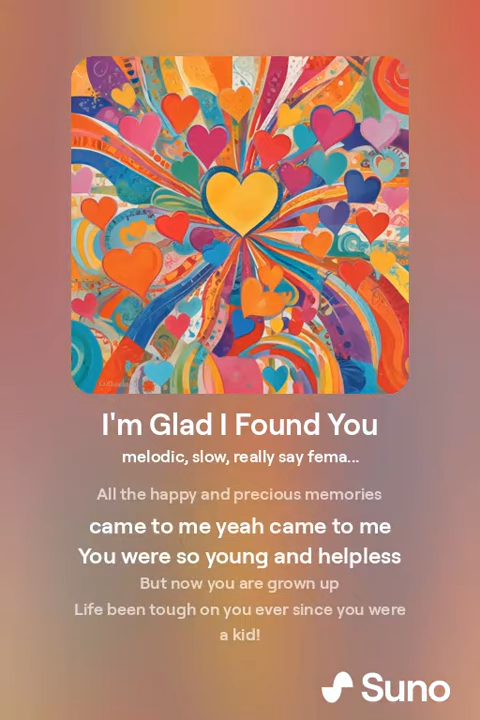 I'm Glad I Found You
melodic, slow, really say fema...
All the happy and precious memories
came to me yeah came to me
You were so young and helpless
But now you are grown up
Life been tough on you ever since you were
a kid!
Suno